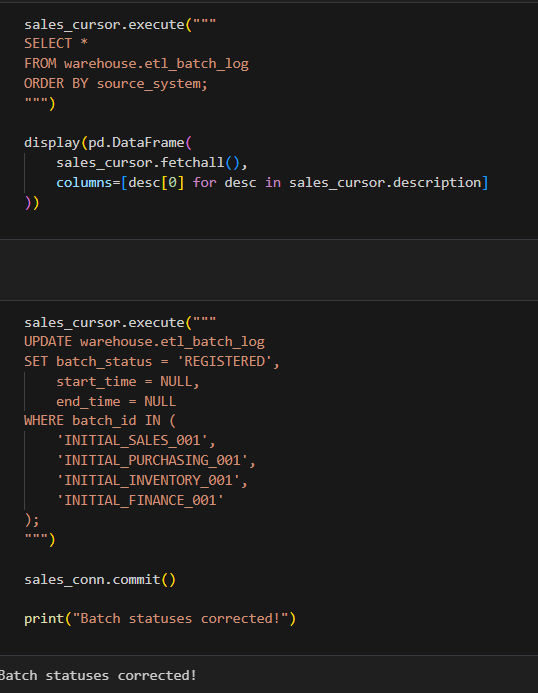 sales_cursor.execute("""
SELECT *
FROM warehouse.etl_batch_log
ORDER BY source_system;
""")
display(pd.DataFrame(
    sales_cursor.fetchall(),
    columns=[desc[0] for desc in sales_cursor.description]
))
sales_cursor.execute("""
UPDATE warehouse.etl_batch_log
SET batch_status = 'REGISTERED',
    start_time = NULL,
    end_time = NULL
WHERE batch_id IN (
    'INITIAL_SALES_001',
    'INITIAL_PURCHASING_001',
    'INITIAL_INVENTORY_001',
    'INITIAL_FINANCE_001'
);
""")
sales_conn.commit()
print("Batch statuses corrected!")
Batch statuses corrected!